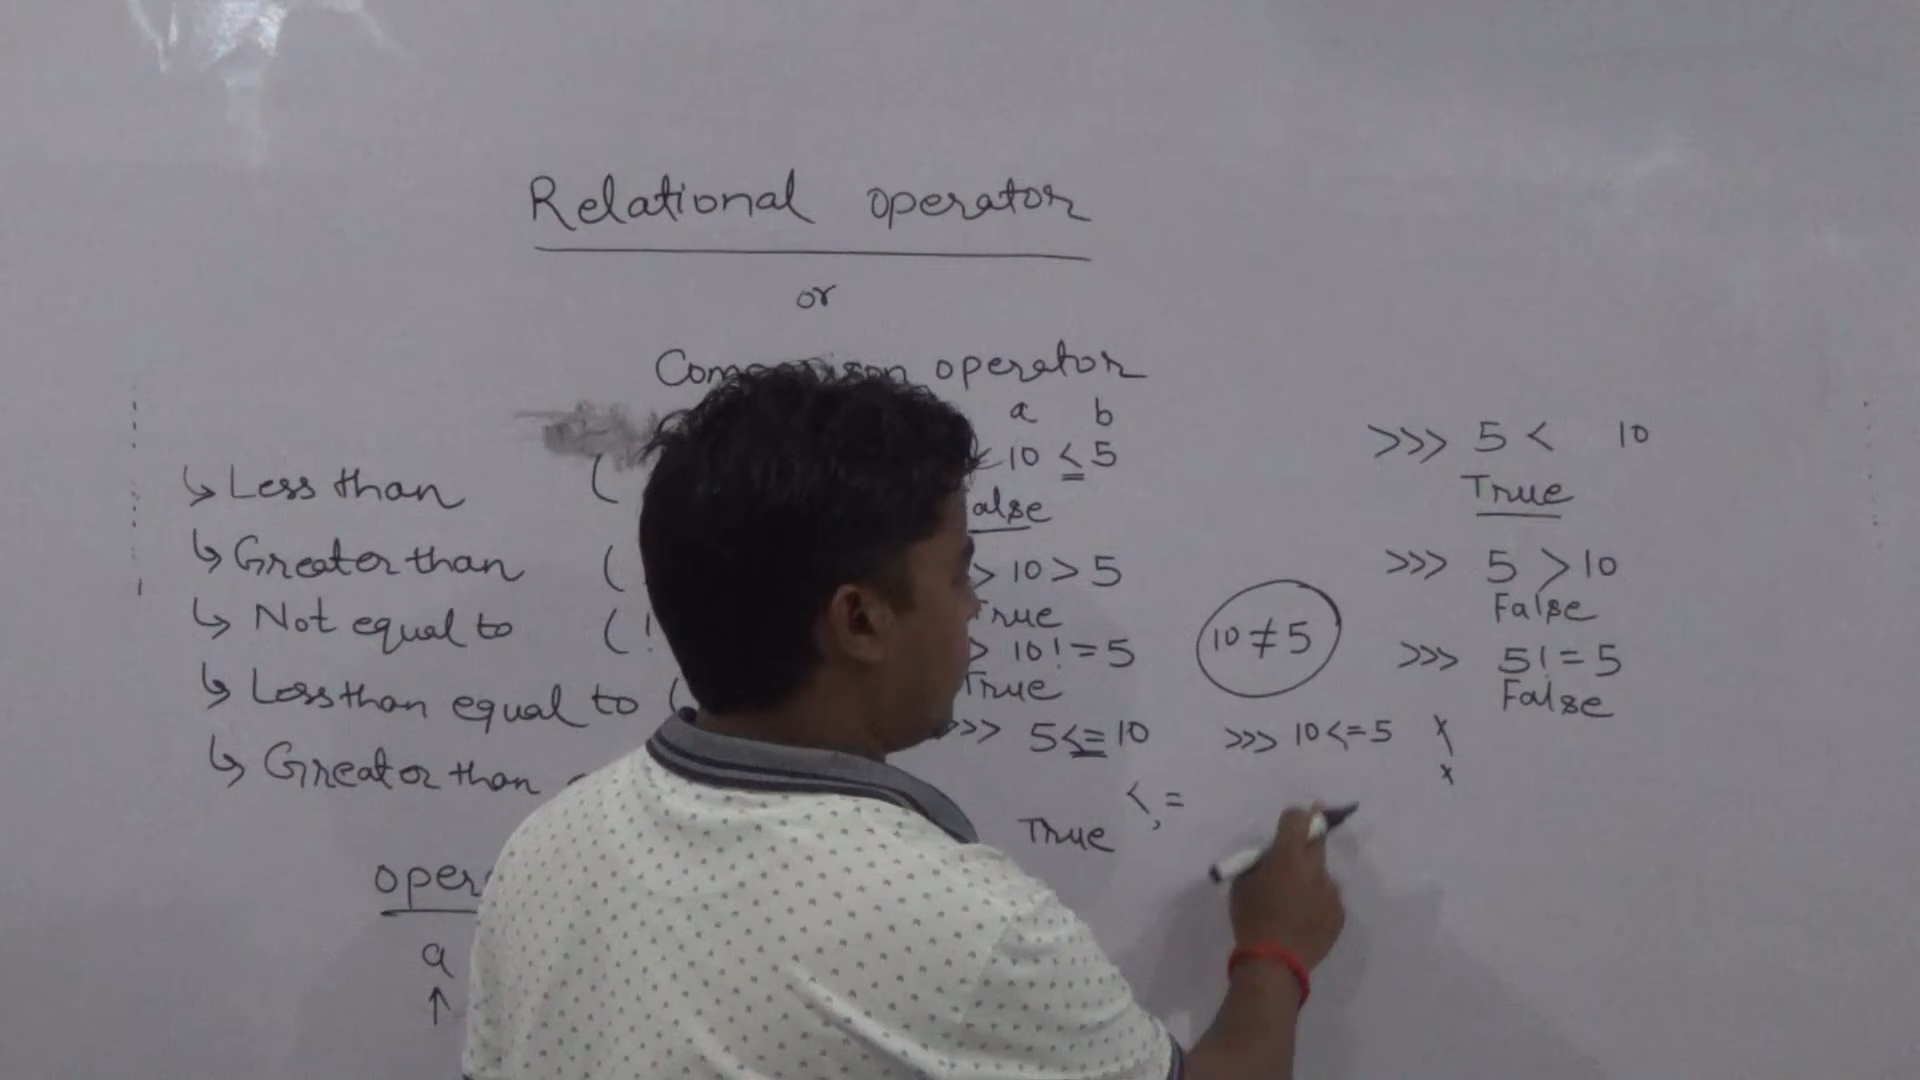 Relational operator
or
Comparison operator
a b
10 < 5
alse
>>> 5 < 10
True
↳ Less than (
↳ Greater than (
> 10 > 5
True
>>> 5 > 10
False
↳ Not equal to ( !
> 10 != 5
True
10 ≠ 5
>>> 5 != 5
False
↳ Less than equal to (
>>> 5 <= 10
>>> 10 <= 5 x
x
<, =
True
↳ Greater than
oper
a
↑